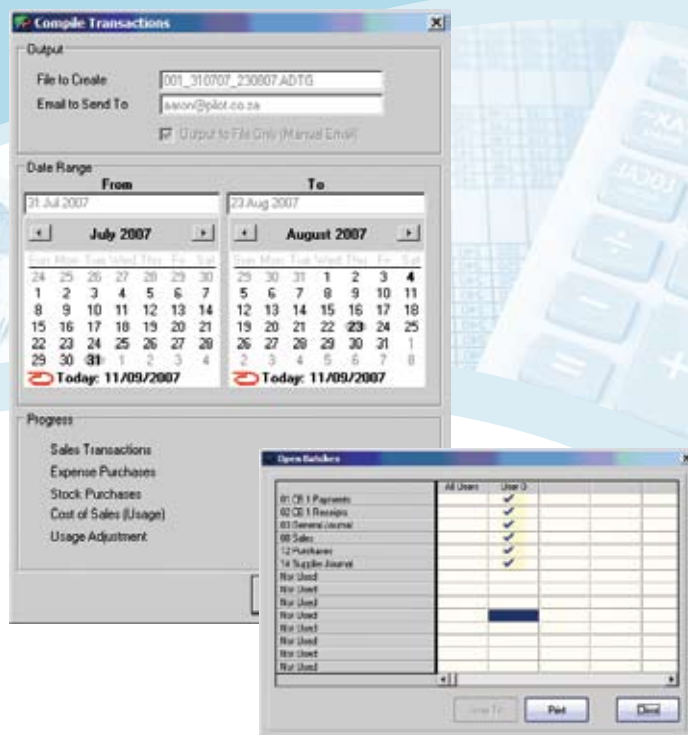 Compile Transactions
Output
File to Create 001_310707_230807.ADTG
Email to Send To aaron@pilot.co.za
Output to File Only (Manual Email)
Date Range
From To
31 Jul 2007 23 Aug 2007
July 2007 August 2007
Sun Mon Tue Wed Thu Fri Sat Sun Mon Tue Wed Thu Fri Sat
24 25 26 27 28 29 30 29 30 31 1 2 3 4
1 2 3 4 5 6 7 5 6 7 8 9 10 11
8 9 10 11 12 13 14 12 13 14 15 16 17 18
15 16 17 18 19 20 21 19 20 21 22 23 24 25
22 23 24 25 26 27 28 26 27 28 29 30 31 1
29 30 31 1 2 3 4 2 3 4 5 6 7 8
Today: 11/09/2007 Today: 11/09/2007
Progress
Sales Transactions
Expense Purchases
Stock Purchases
Cost of Sales (Usage)
Usage Adjustment
Open Batches
All Users User 0
01 CB 1 Payments
02 CB 1 Receipts
03 General Journal
08 Sales
12 Purchases
14 Supplier Journal
Not Used
Not Used
Not Used
Not Used
Not Used
Not Used
Not Used
Not Used
Print Close